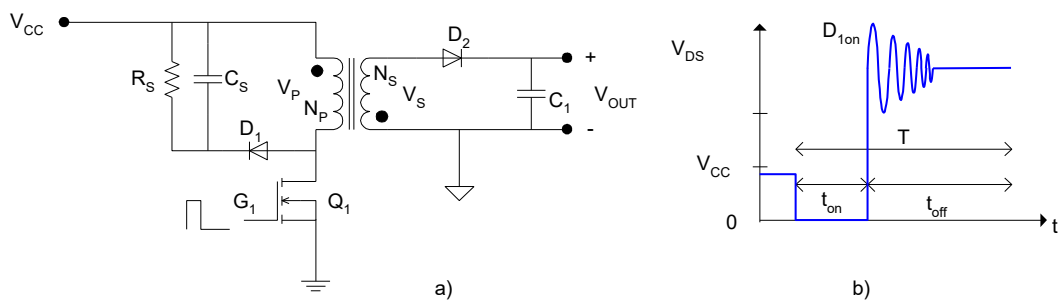 V_CC
R_S
C_S
V_P
N_P
N_S
V_S
D_1
D_2
C_1
+
V_OUT
-
G_1
Q_1
a)
V_DS
D_1on
T
V_CC
t_on
t_off
0
t
b)